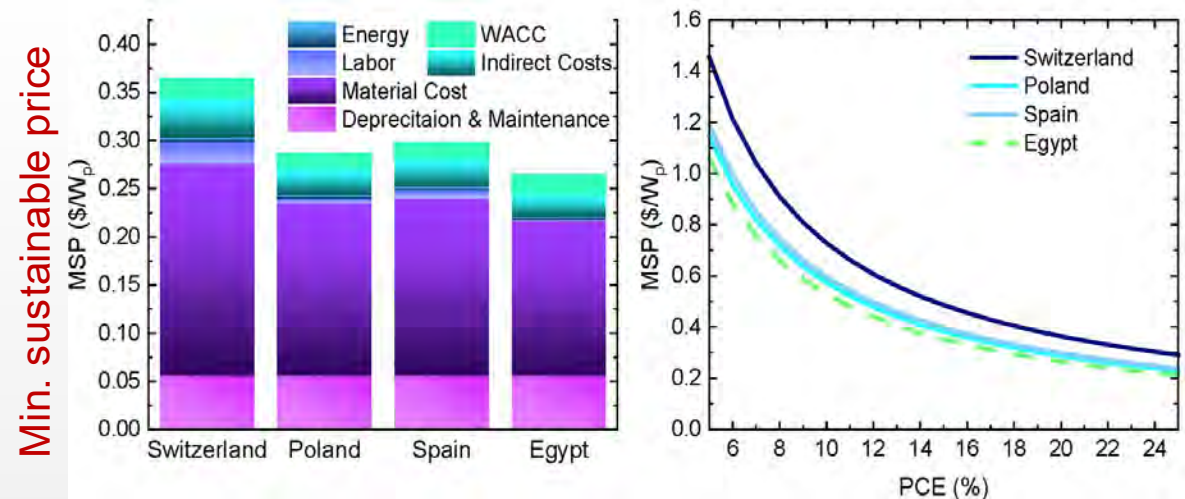 Min. sustainable price
MSP ($/Wp)
0.40
0.35
0.30
0.25
0.20
0.15
0.10
0.05
0.00
Energy
WACC
Labor
Indirect Costs
Material Cost
Deprecitaion & Maintenance
Switzerland Poland Spain Egypt
MSP ($/Wp)
1.6
1.4
1.2
1.0
0.8
0.6
0.4
0.2
0.0
Switzerland
Poland
Spain
Egypt
6 8 10 12 14 16 18 20 22 24
PCE (%)